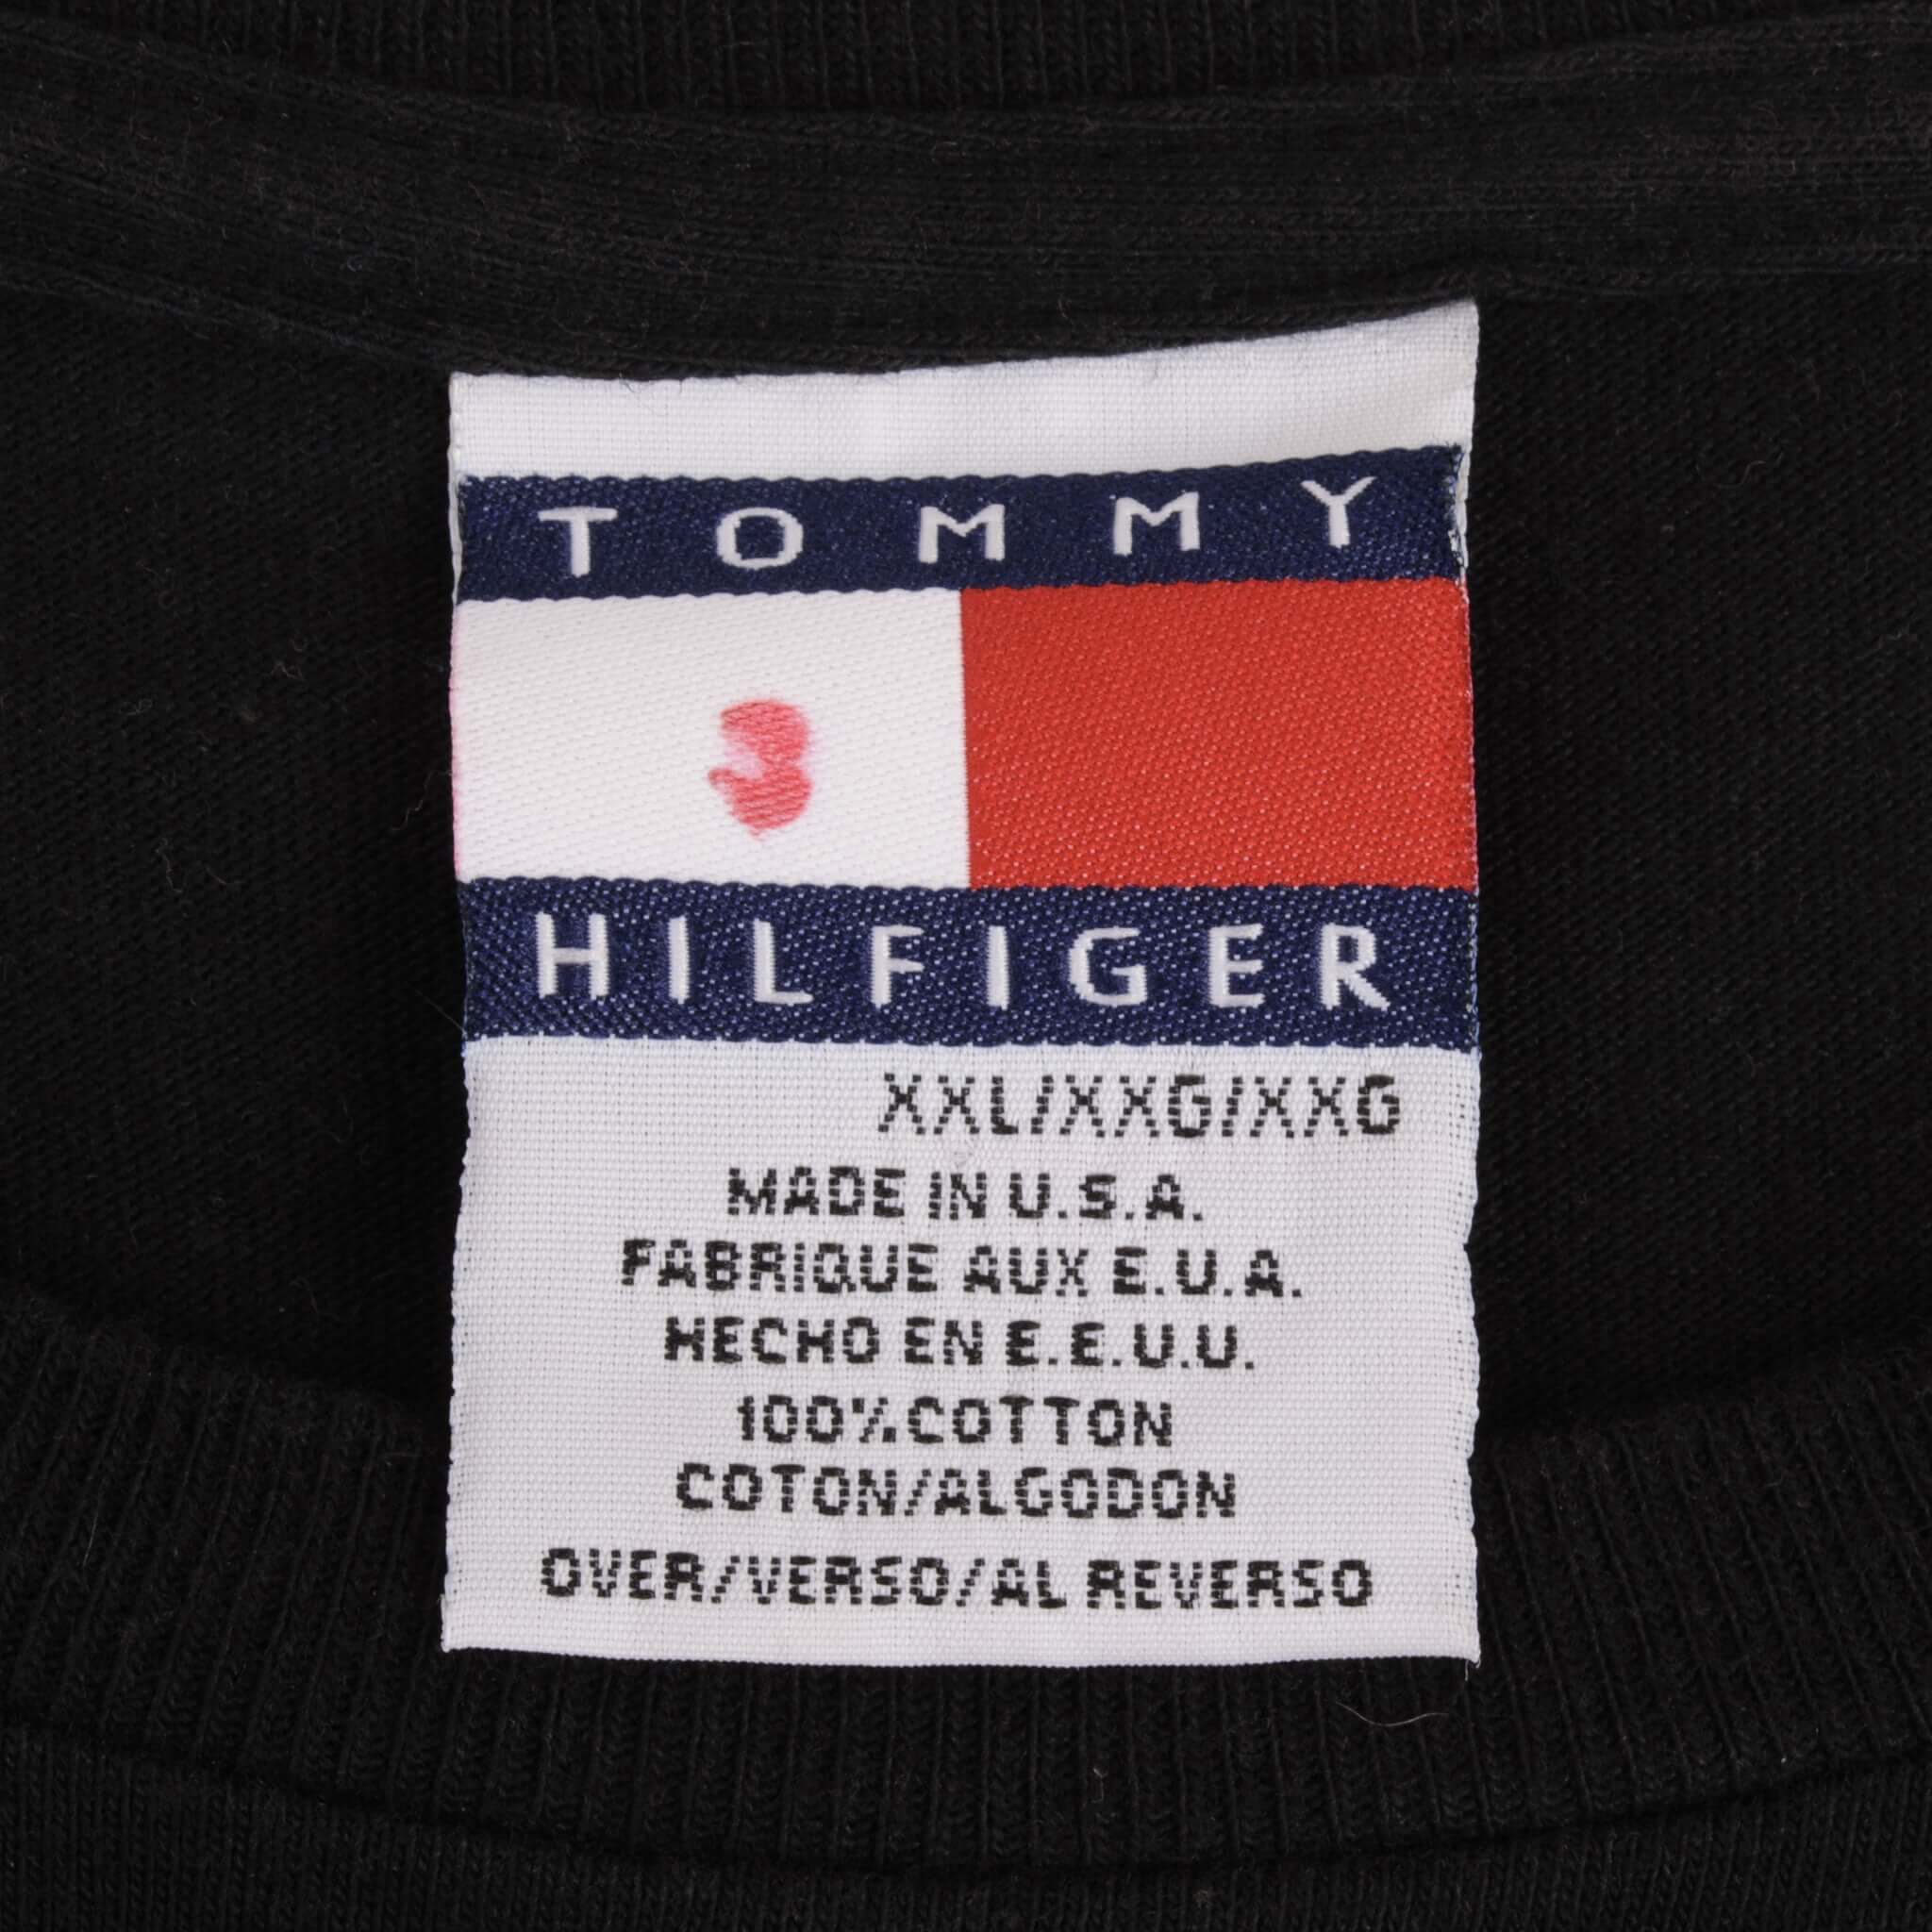 TOMMY
HILFIGER
XXL/XXG/XXG
MADE IN U.S.A.
FABRIQUE AUX E.U.A.
HECHO EN E.E.U.U.
100% COTTON
COTON/ALGODON
OVER/VERSO/AL REVERSO